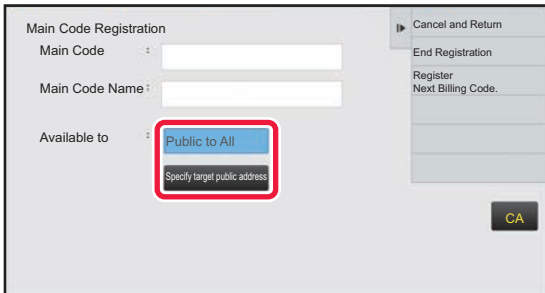 Main Code Registration
Main Code :
Main Code Name :
Available to :
Public to All
Specify target public address
Cancel and Return
End Registration
Register
Next Billing Code.
CA